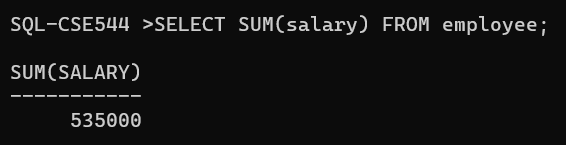 SQL-CSE544 >SELECT SUM(salary) FROM employee;
SUM(SALARY)
-----------
535000